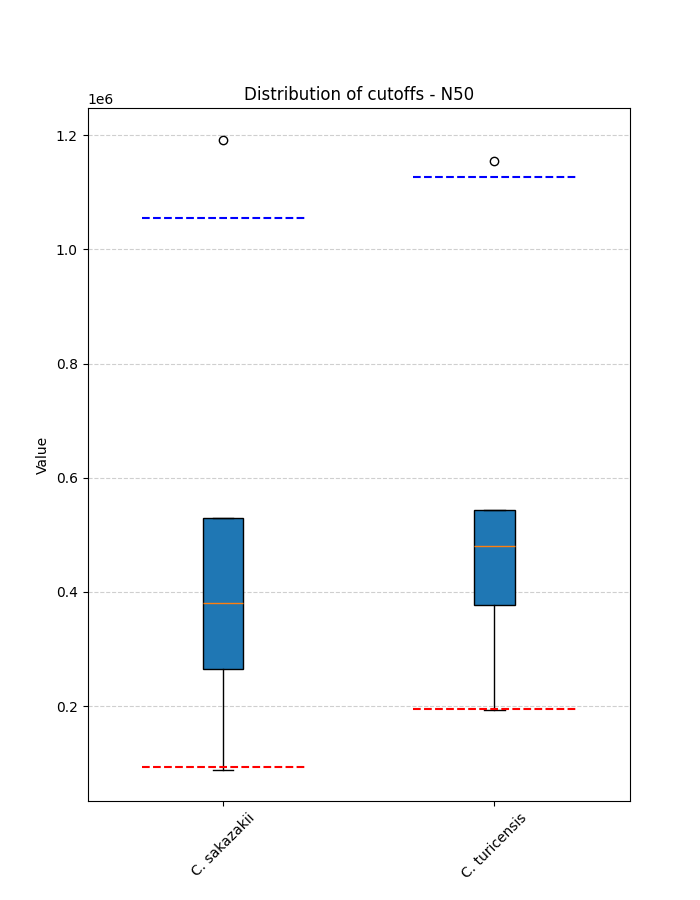 Distribution of cutoffs - N50
1e6
1.2
1.0
0.8
0.6
0.4
0.2
Value
C. sakazakii
C. turicensis